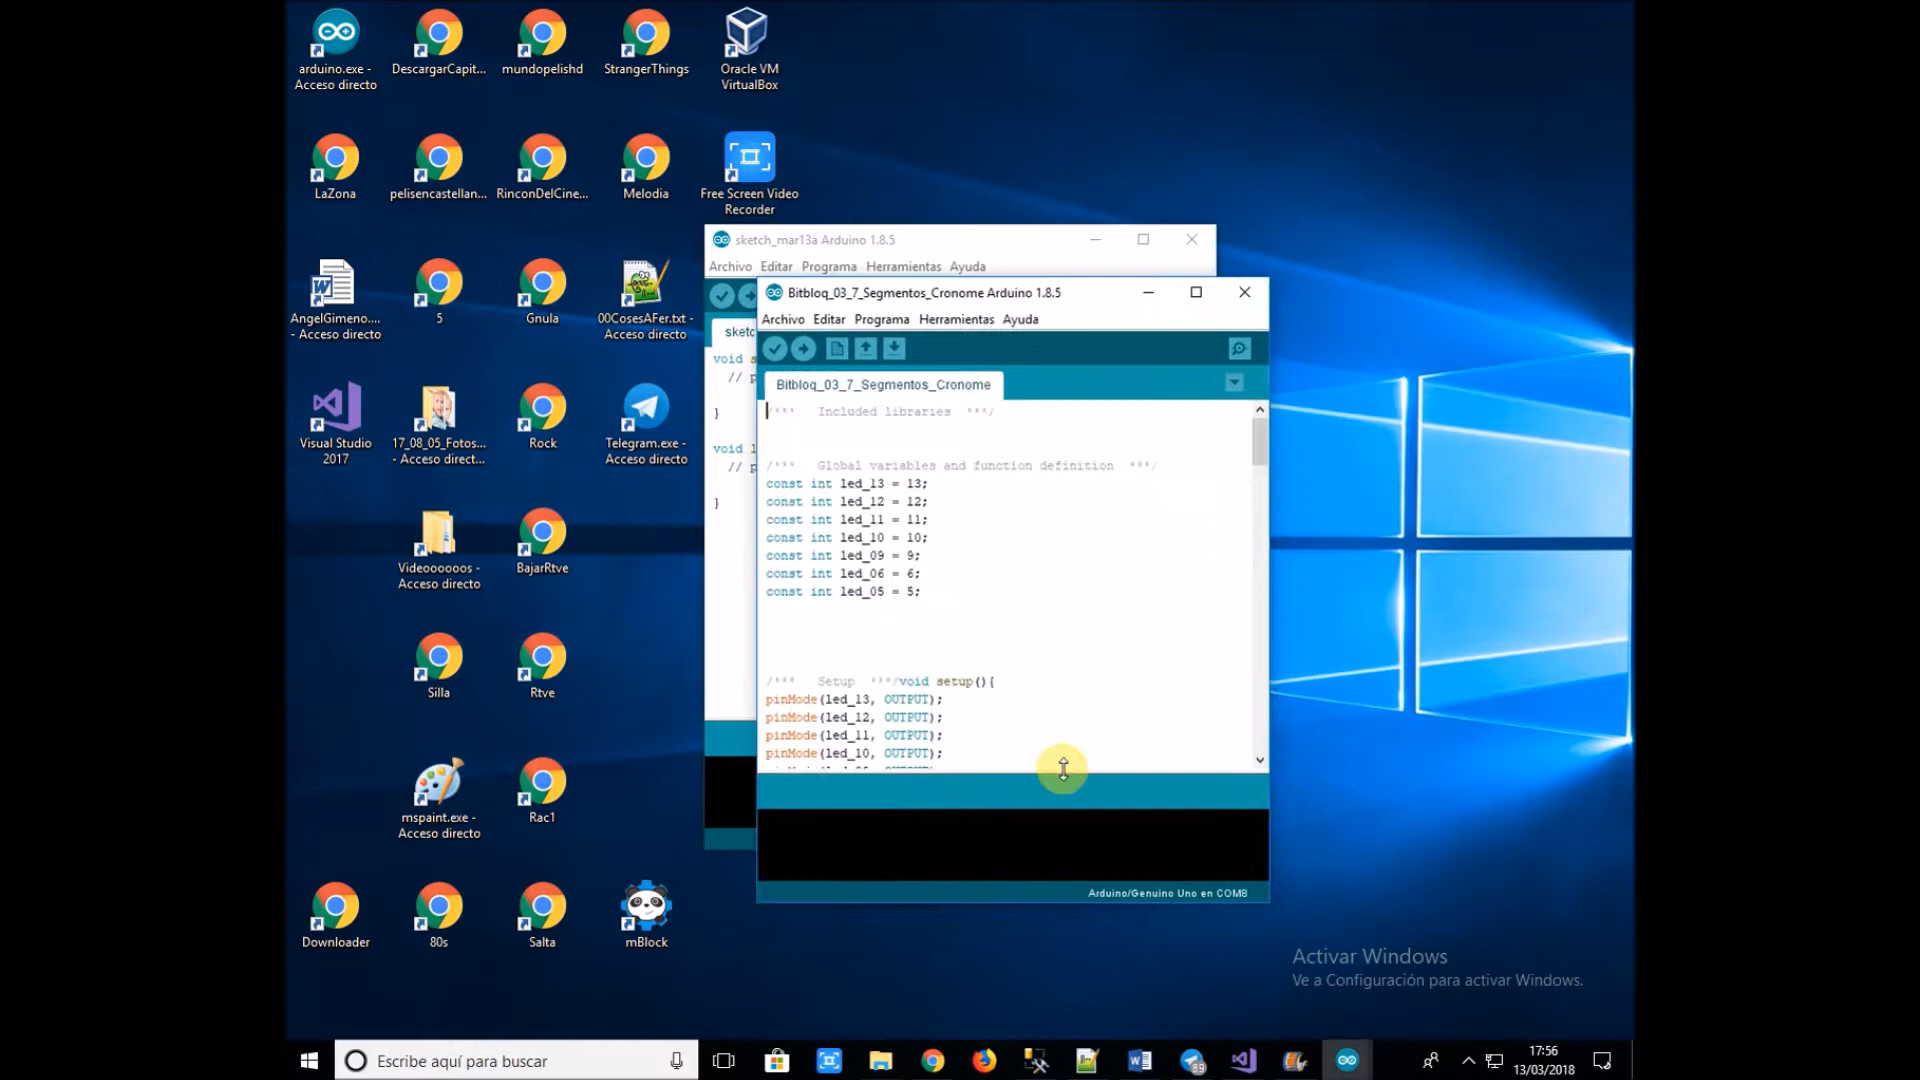 arduino.exe -
Acceso directo
DescargarCapit...
mundopelishd
StrangerThings
Oracle VM
VirtualBox
LaZona
pelisencastellan...
RinconDelCine...
Melodia
Free Screen Video
Recorder
AngelGimeno....
- Acceso directo
5
Gnula
00CosesAFer.txt -
Acceso directo
Visual Studio
2017
17_08_05_Fotos...
- Acceso direct...
Rock
Telegram.exe -
Acceso directo
Videoooooos -
Acceso directo
BajarRtve
Silla
Rtve
mspaint.exe -
Acceso directo
Rac1
Downloader
80s
Salta
mBlock
sketch_mar13a Arduino 1.8.5
Archivo Editar Programa Herramientas Ayuda
sketc
void s
// p
}
void l
// p
}
Bitbloq_03_7_Segmentos_Cronome Arduino 1.8.5
Archivo Editar Programa Herramientas Ayuda
Bitbloq_03_7_Segmentos_Cronome
/*** Included libraries ***/
/*** Global variables and function definition ***/
const int led_13 = 13;
const int led_12 = 12;
const int led_11 = 11;
const int led_10 = 10;
const int led_09 = 9;
const int led_06 = 6;
const int led_05 = 5;
/*** Setup ***/void setup(){
pinMode(led_13, OUTPUT);
pinMode(led_12, OUTPUT);
pinMode(led_11, OUTPUT);
pinMode(led_10, OUTPUT);
Arduino/Genuino Uno en COM8
Activar Windows
Ve a Configuración para activar Windows.
Escribe aquí para buscar
89
17:56
13/03/2018